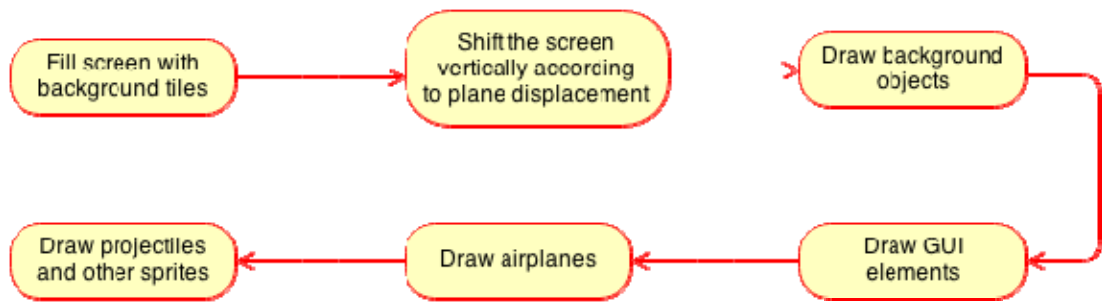 Fill screen with
background tiles
Shift the screen
vertically according
to plane displacement
Draw background
objects
Draw GUI
elements
Draw airplanes
Draw projectiles
and other sprites